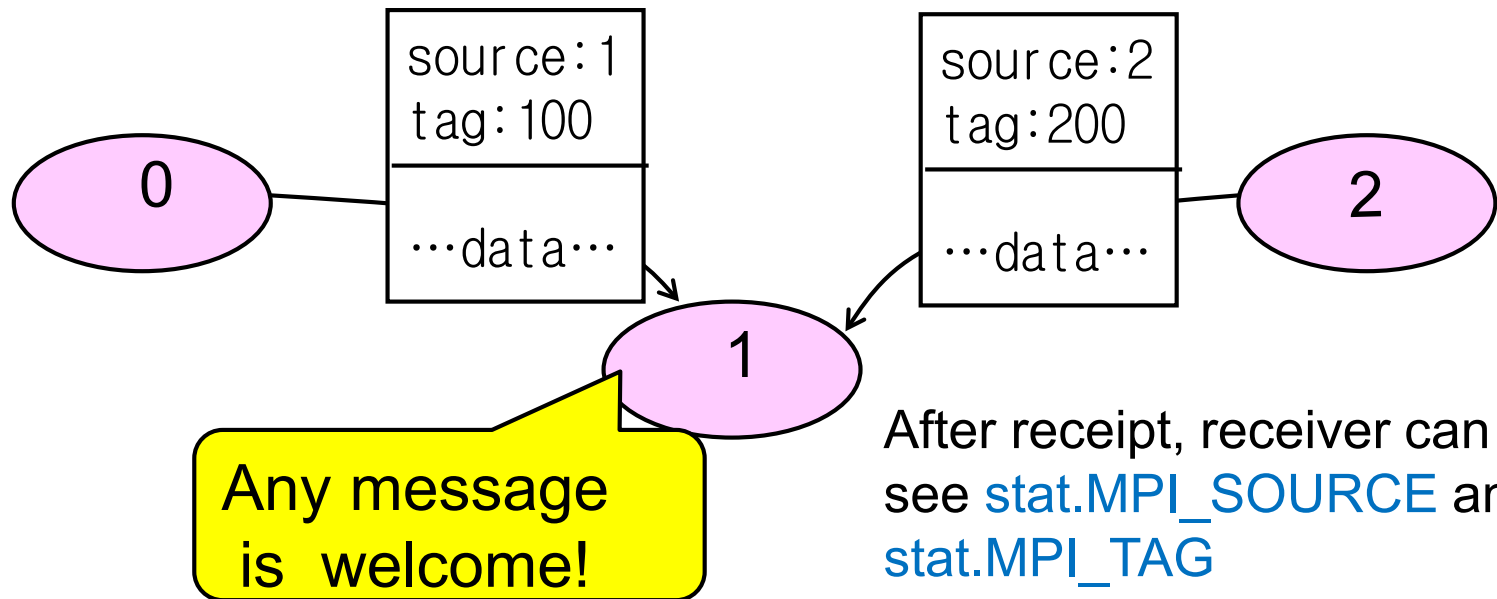 source:1
tag:100
…data…
source:2
tag:200
…data…
0
2
1
Any message
is welcome!
After receipt, receiver can
see stat.MPI_SOURCE
stat.MPI_TAG